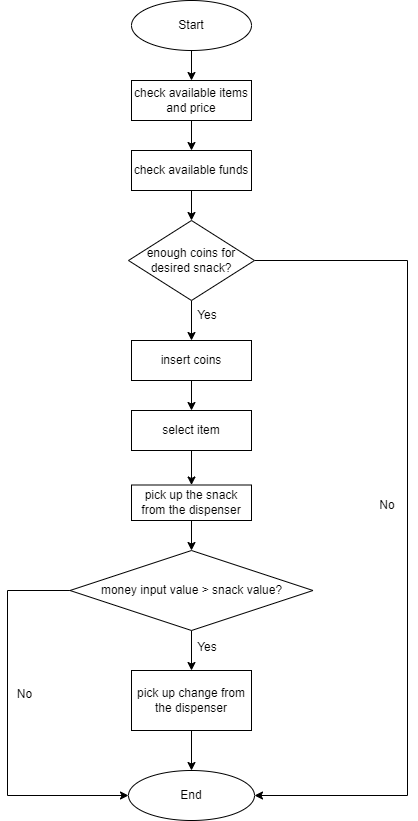 Start
check available items
and price
check available funds
enough coins for
desired snack?
Yes
insert coins
select item
pick up the snack
from the dispenser
No
money input value > snack value?
Yes
No
pick up change from
the dispenser
End